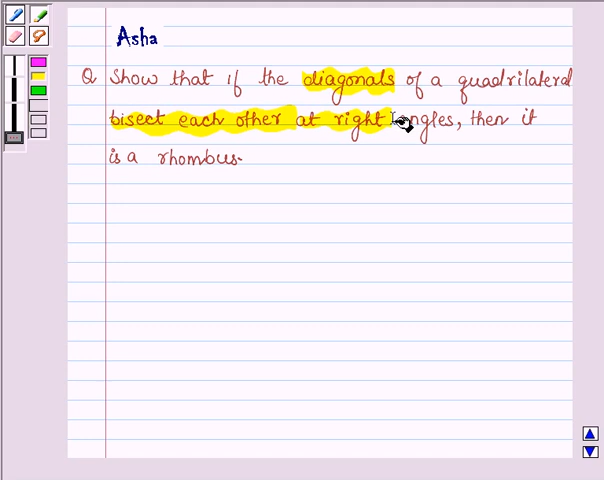 Asha
Q Show that if the diagonals of a quadrilateral
bisect each other at right angles, then it
is a rhombus.